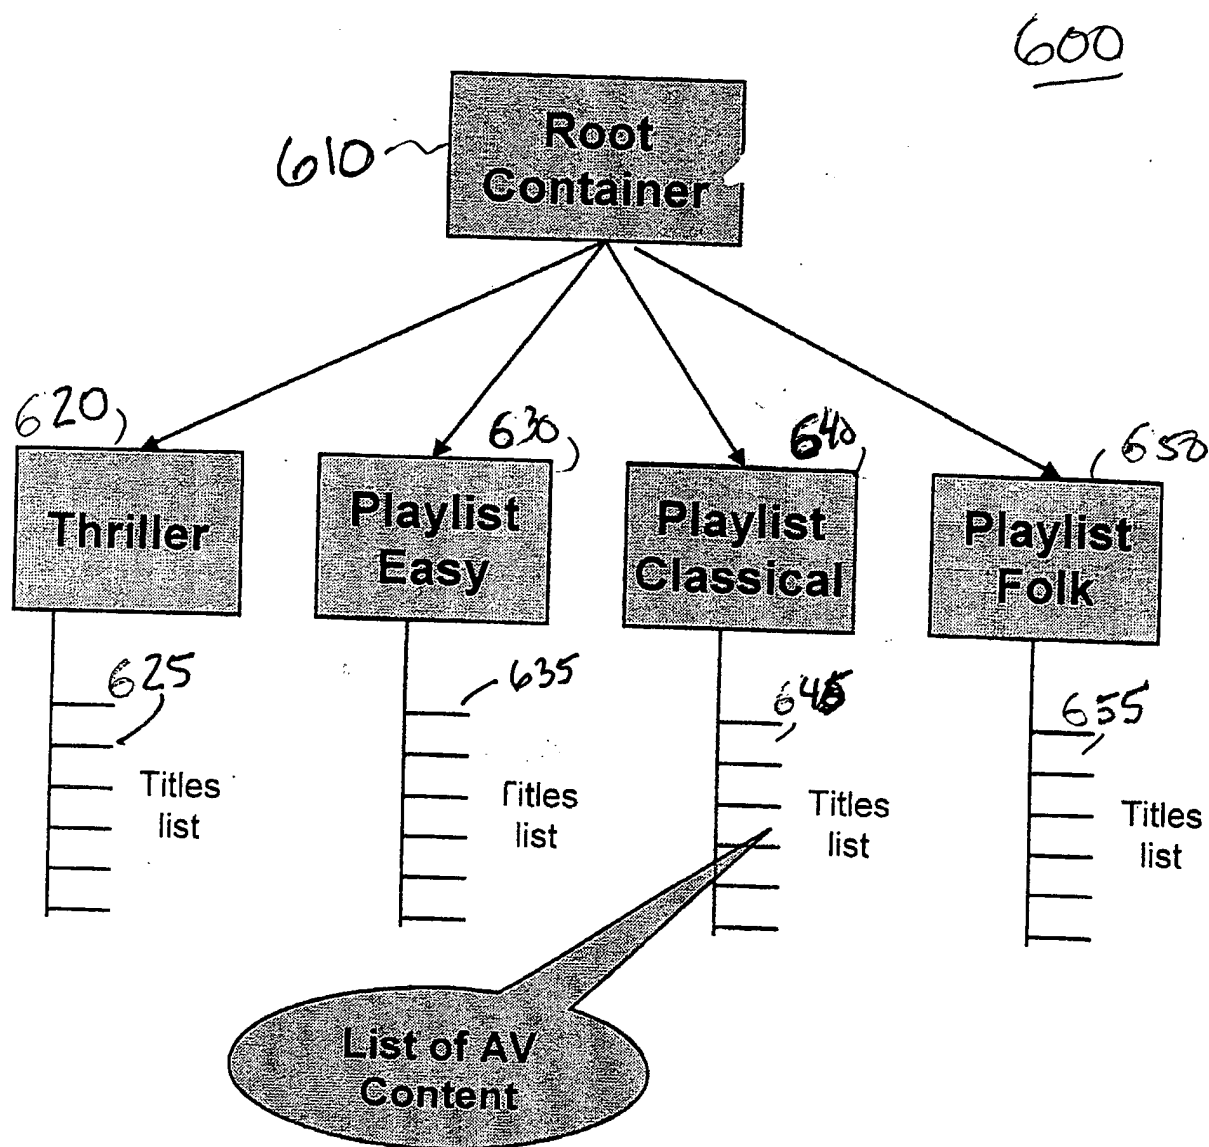 600
Root
Container
610
620
630
640
650
Thriller
Playlist
Easy
Playlist
Classical
Playlist
Folk
625
635
645
655
Titles
list
Titles
list
Titles
list
Titles
list
List of AV
Content